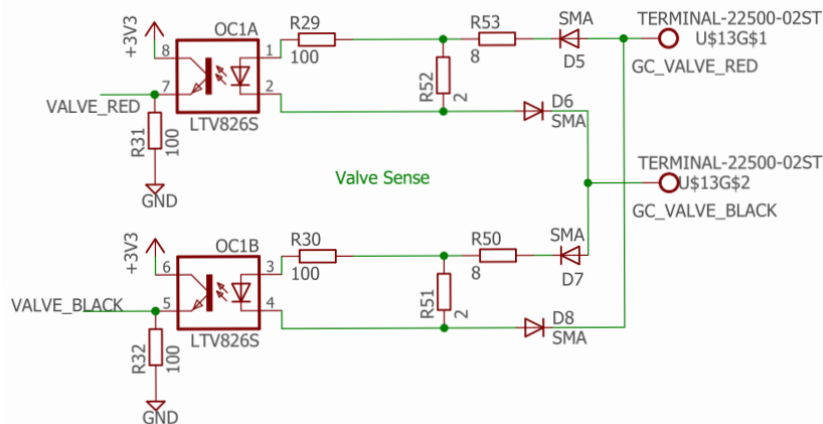 SMA
TERMINAL-22500-02ST
OC1A
R29
R53
U$13G$1
+3V3
8
1
100
8
D5
GC_VALVE_RED
R52
2
VALVE_RED
7
2
D6
SMA
R31
100
LTV826S
TERMINAL-22500-02ST
Valve Sense
U$13G$2
GND
GC_VALVE_BLACK
OC1B
R30
R50
SMA
+3V3
6
3
100
8
D7
R51
2
VALVE_BLACK
5
4
D8
SMA
R32
100
LTV826S
GND